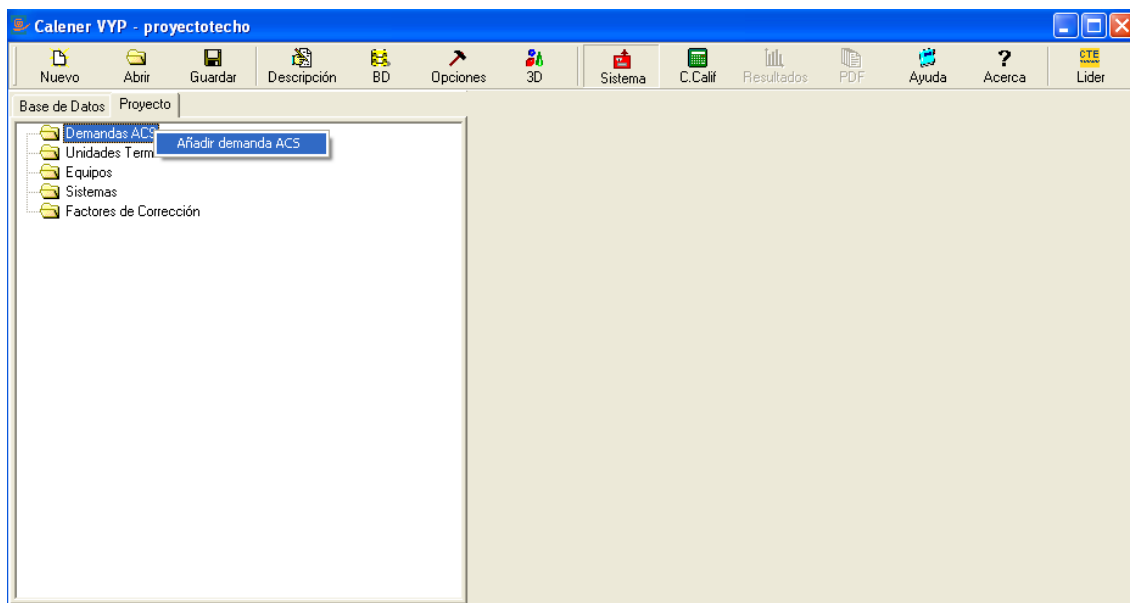 Calener VYP - proyectotecho
Nuevo Abrir Guardar Descripción BD Opciones 3D Sistema C.Calif Resultados PDF Ayuda ? Acerca CTE Lider
Base de Datos Proyecto
Demandas ACS
Añadir demanda ACS
Unidades Term
Equipos
Sistemas
Factores de Corrección